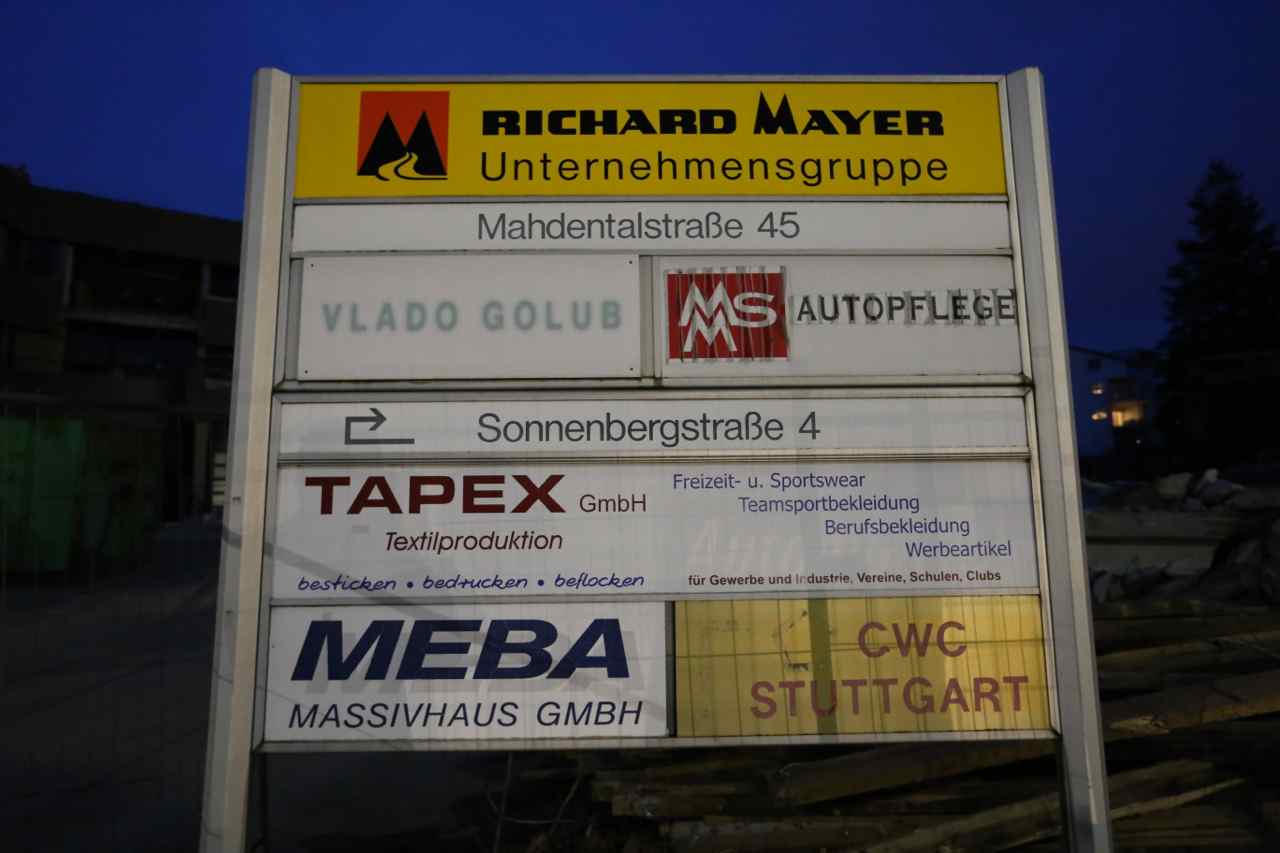 RICHARD MAYER
Unternehmensgruppe
Mahdentalstraße 45
VLADO GOLUB
MMS AUTOPFLEGE
Sonnenbergstraße 4
TAPEX GmbH
Textilproduktion
besticken • bedrucken • beflocken
Freizeit- u. Sportswear
Teamsportbekleidung
Berufsbekleidung
Werbeartikel
für Gewerbe und Industrie, Vereine, Schulen, Clubs
MEBA
MASSIVHAUS GMBH
CWC
STUTTGART